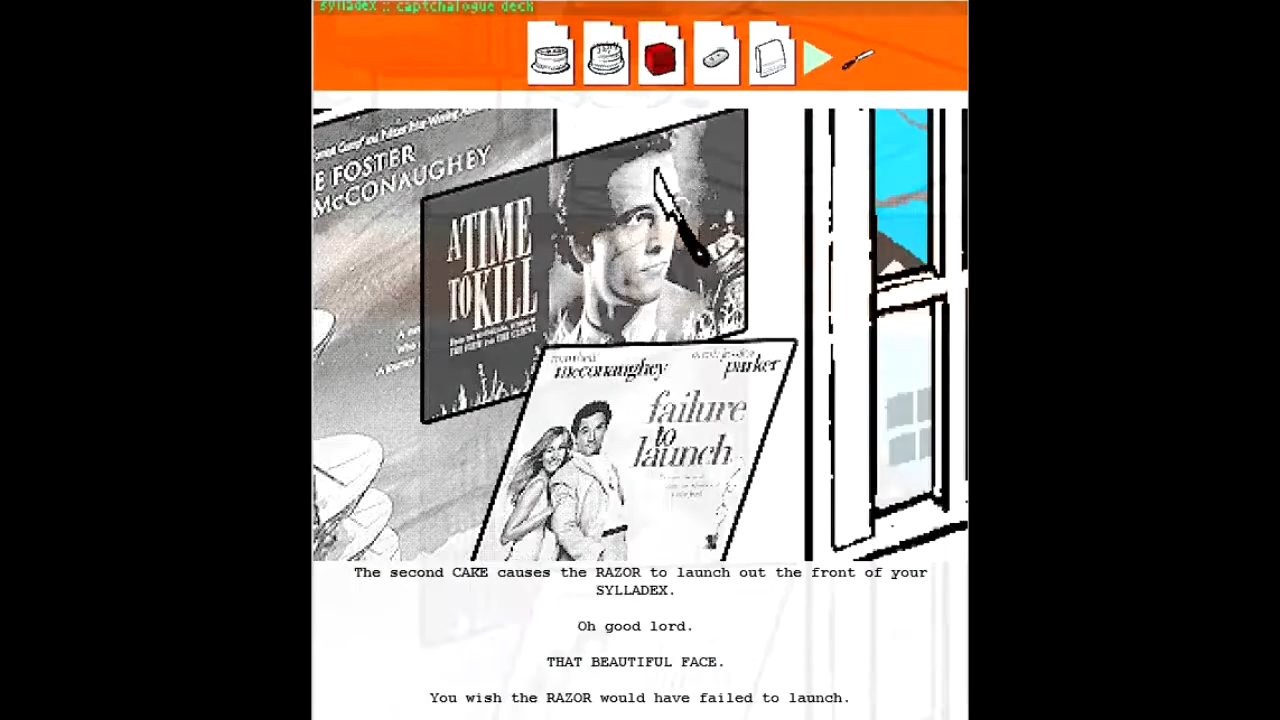 sylladex :: captchalogue deck
E FOSTER
McCONAUGHEY
A TIME
TO KILL
mcconaughey
parker
failure
to
launch
The second CAKE causes the RAZOR to launch out the front of your
SYLLADEX.
Oh good lord.
THAT BEAUTIFUL FACE.
You wish the RAZOR would have failed to launch.